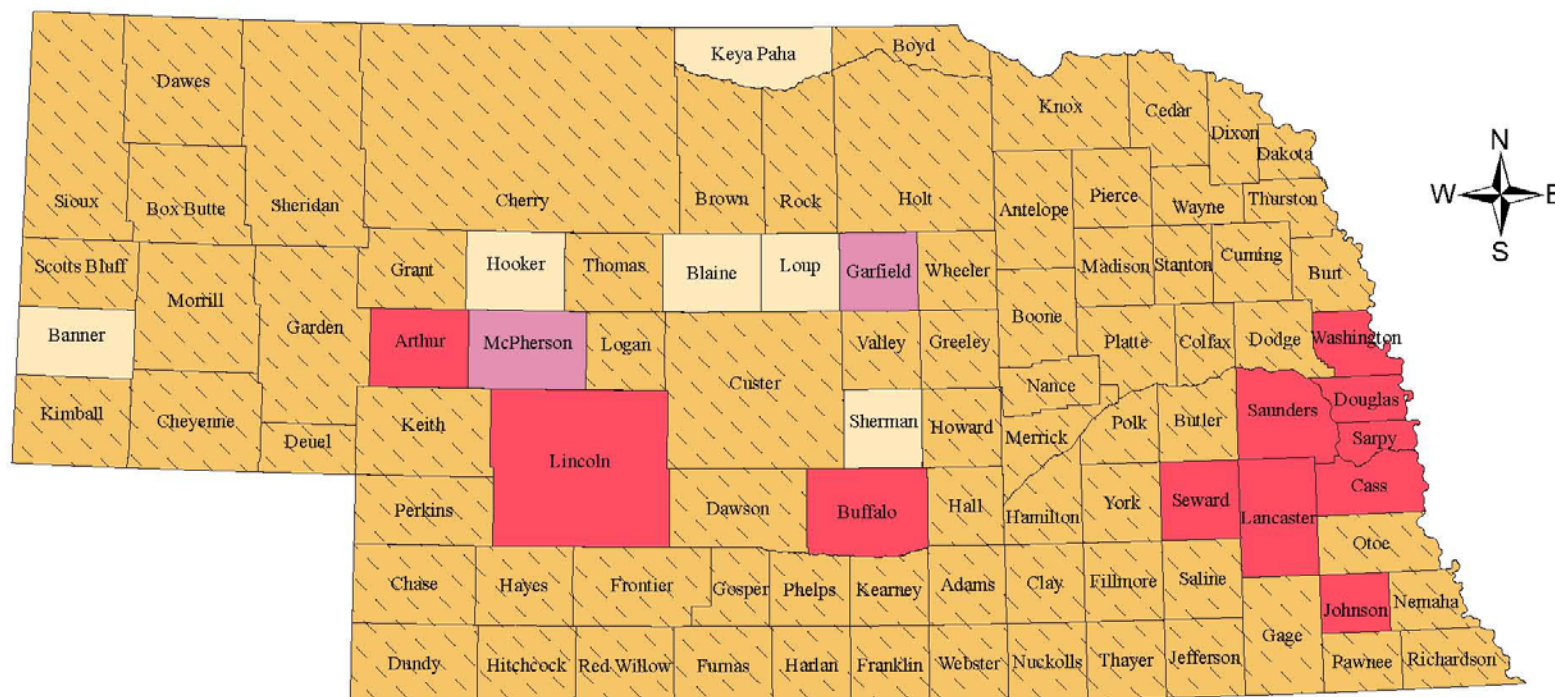 Keya Paha
Boyd
Dawes
Knox
Cedar
Dixon
Dakota
N
W
E
S
Sioux
Box Butte
Sheridan
Cherry
Brown
Rock
Holt
Antelope
Pierce
Wayne
Thurston
Scotts Bluff
Morrill
Grant
Hooker
Thomas
Blaine
Loup
Garfield
Wheeler
Madison
Stanton
Cuming
Burt
Banner
Garden
Arthur
McPherson
Logan
Custer
Valley
Greeley
Boone
Platte
Colfax
Dodge
Washington
Nance
Kimball
Cheyenne
Deuel
Keith
Lincoln
Sherman
Howard
Merrick
Polk
Butler
Saunders
Douglas
Sarpy
Perkins
Dawson
Buffalo
Hall
Hamilton
York
Seward
Lancaster
Cass
Otoe
Chase
Hayes
Frontier
Gosper
Phelps
Kearney
Adams
Clay
Fillmore
Saline
Gage
Johnson
Nemaha
Dundy
Hitchcock
Red Willow
Furnas
Harlan
Franklin
Webster
Nuckolls
Thayer
Jefferson
Pawnee
Richardson